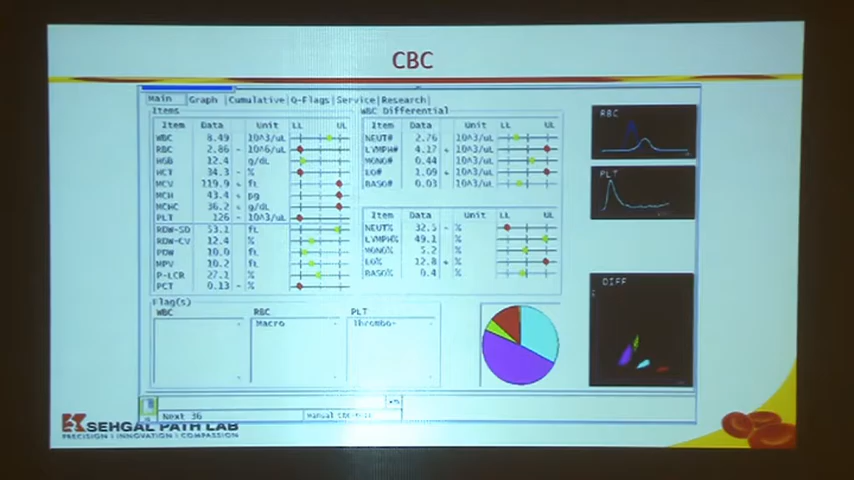 CBC
Main Graph Cumulative Q-Flags Service Research
Items
Item Data Unit LL UL
WBC 8.49 10^3/uL
RBC 2.86 - 10^6/uL
HGB 12.4 g/dL
HCT 34.3 - %
MCV 119.9 + fL
MCH 43.4 + pg
MCHC 36.2 + g/dL
PLT 126 - 10^3/uL
RDW-SD 53.1 fL
RDW-CV 12.4 %
PDW 10.0 fL
MPV 10.2 fL
P-LCR 27.1 %
PCT 0.13 - %
WBC Differential
Item Data Unit LL UL
NEUT# 2.76 10^3/uL
LYMPH# 4.17 + 10^3/uL
MONO# 0.44 10^3/uL
LO# 1.09 + 10^3/uL
BASO# 0.03 10^3/uL
Item Data Unit LL UL
NEUT% 32.5 - %
LYMPH% 49.1 %
MONO% 5.2 %
LO% 12.8 + %
BASO% 0.4 %
RBC
PLT
DIFF
Flag(s)
WBC RBC PLT
Macro Thrombo-
Next 36
Manual
SEHGAL PATH LAB
PRECISION | INNOVATION | COMPASSION